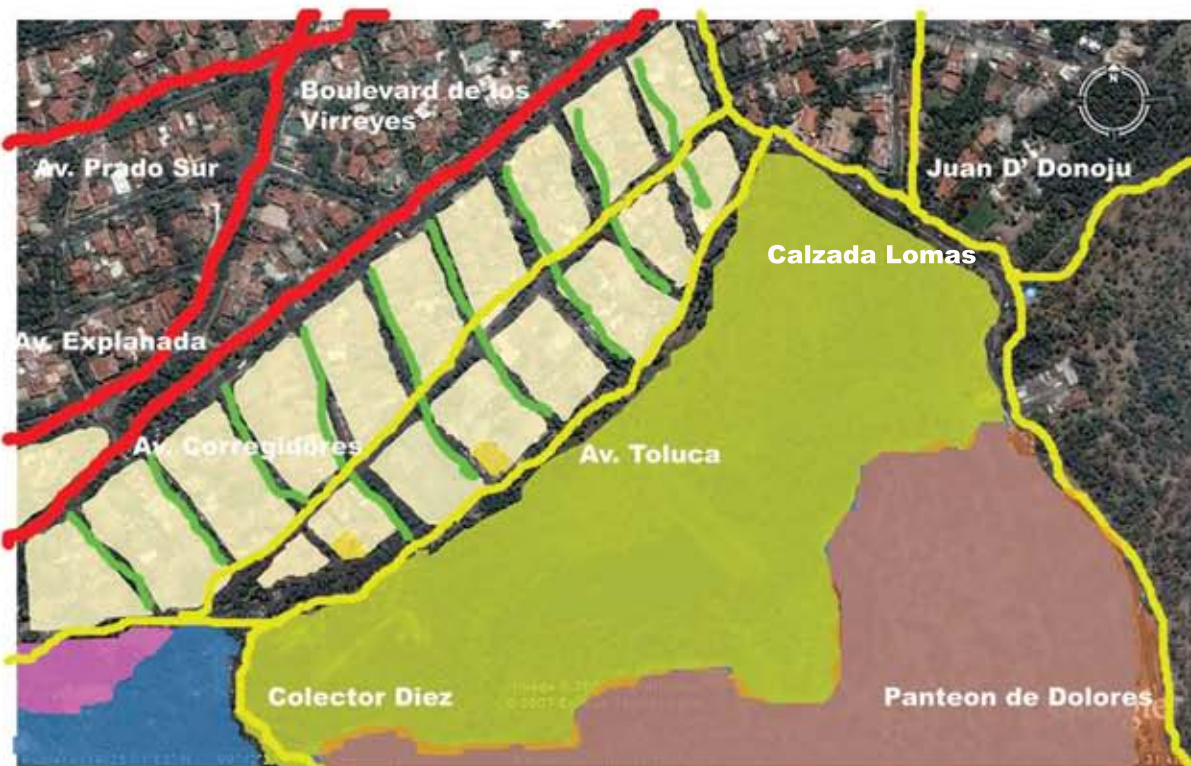 N
Boulevard de los
Virreyes
Av. Prado Sur
Juan D' Donoju
Calzada Lomas
Av. Explanada
Av. Corregidores
Av. Toluca
Colector Diez
Panteon de Dolores